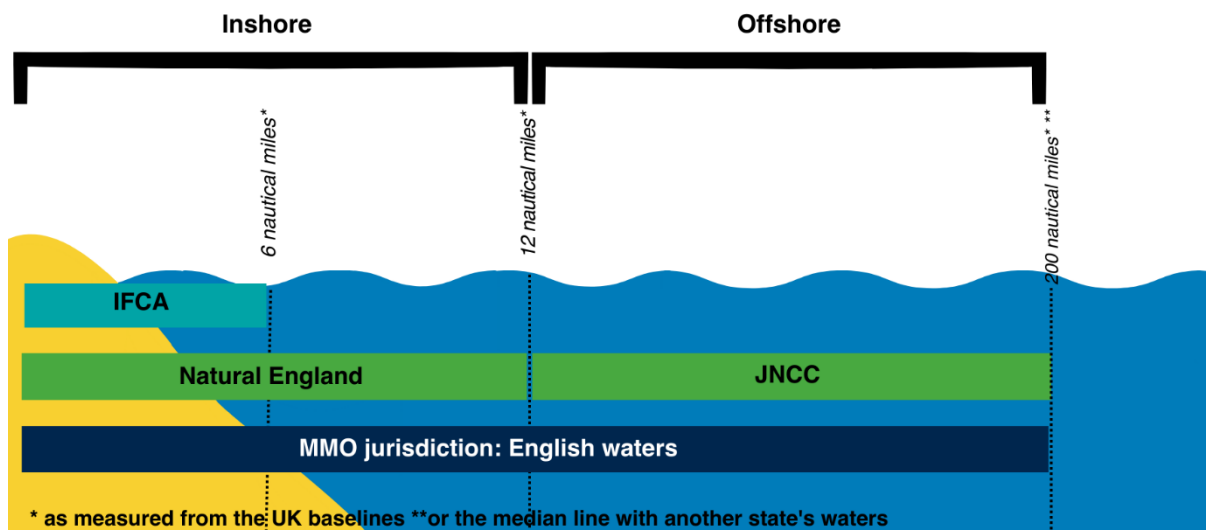 Inshore
Offshore
6 nautical miles*
12 nautical miles*
200 nautical miles* **
IFCA
Natural England
JNCC
MMO jurisdiction: English waters
* as measured from the UK baselines **or the median line with another state's waters